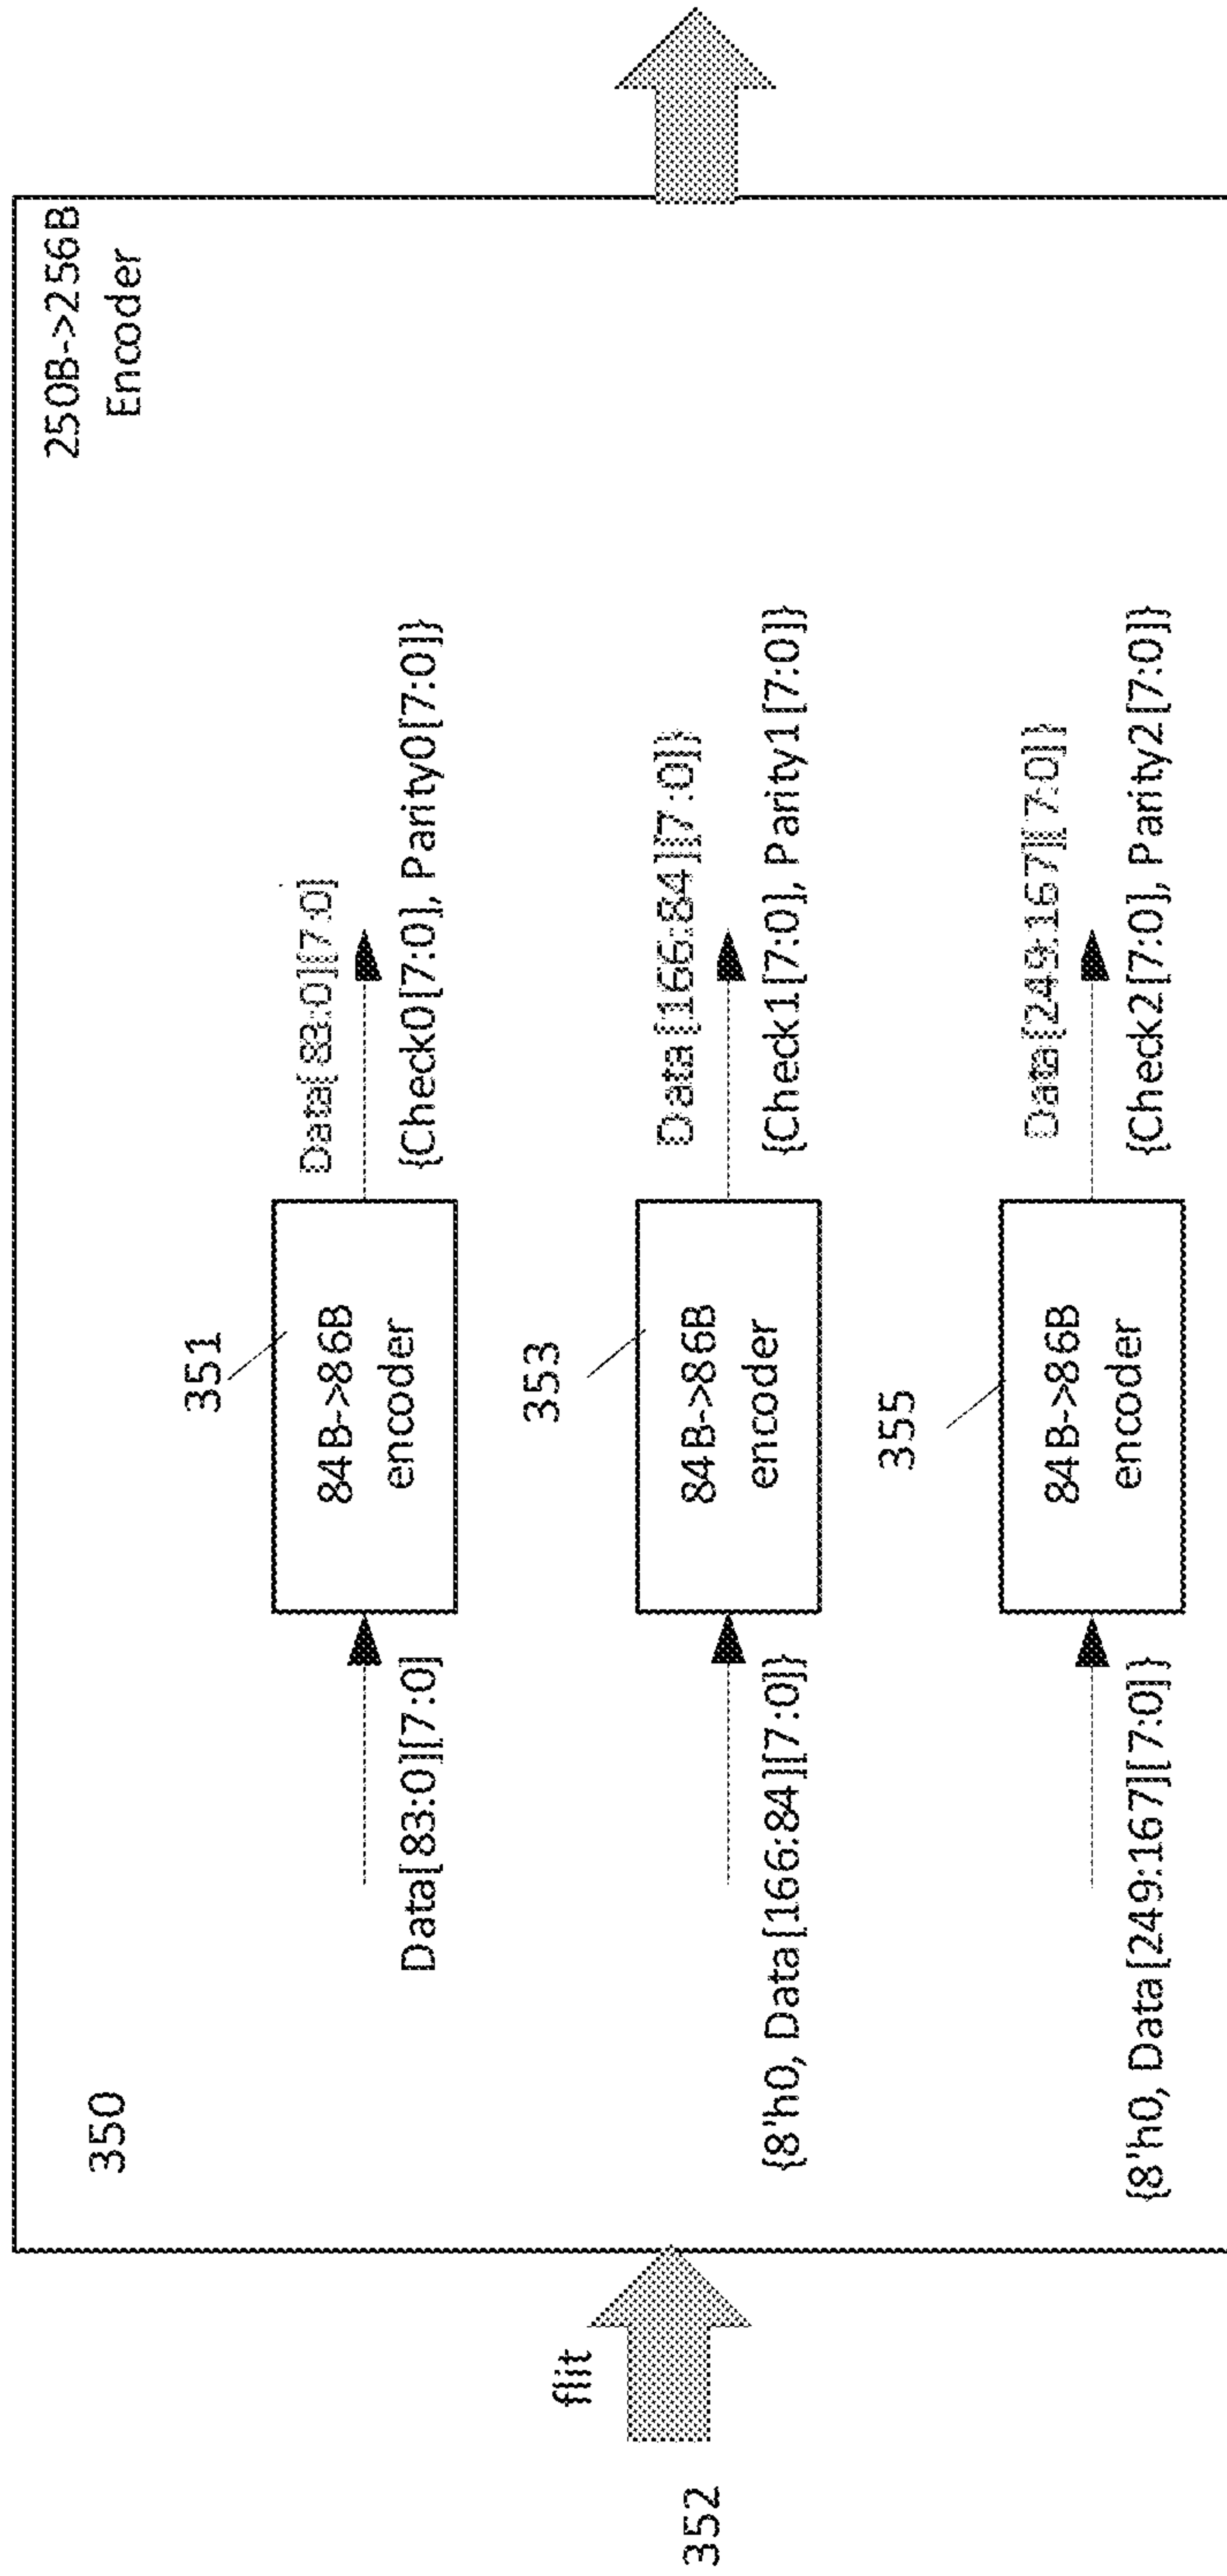 350
250B->256B
Encoder
flit
352
351
Data[83:0][7:0]
84B->86B
encoder
Data[83:0][7:0]
{Check0[7:0], Parity0[7:0]}
353
{8'h0, Data[166:84][7:0]}
84B->86B
encoder
Data[166:84][7:0]}
{Check1[7:0], Parity1[7:0]}
355
{8'h0, Data[249:167][7:0]}
84B->86B
encoder
Data[249:167][7:0]}
{Check2[7:0], Parity2[7:0]}